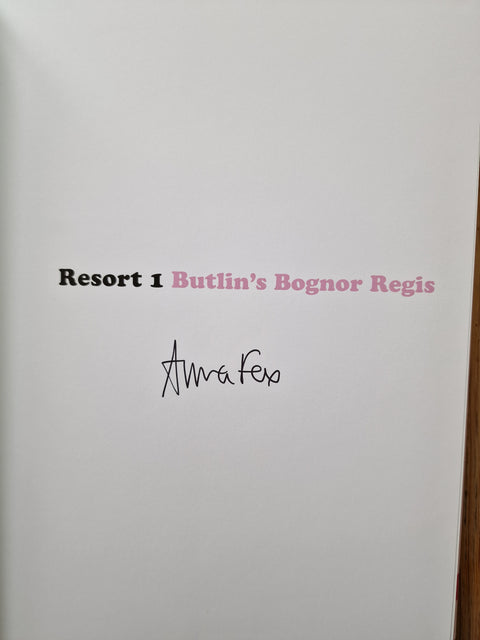 Resort 1 Butlin's Bognor Regis
Anna Fox